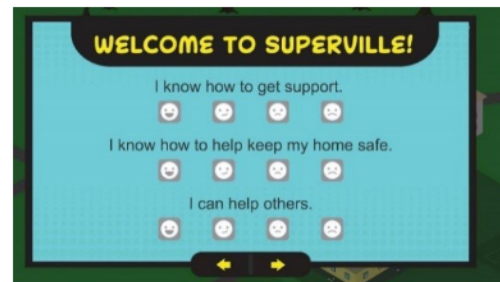 WELCOME TO SUPERVILLE!
I know how to get support.
I know how to help keep my home safe.
I can help others.